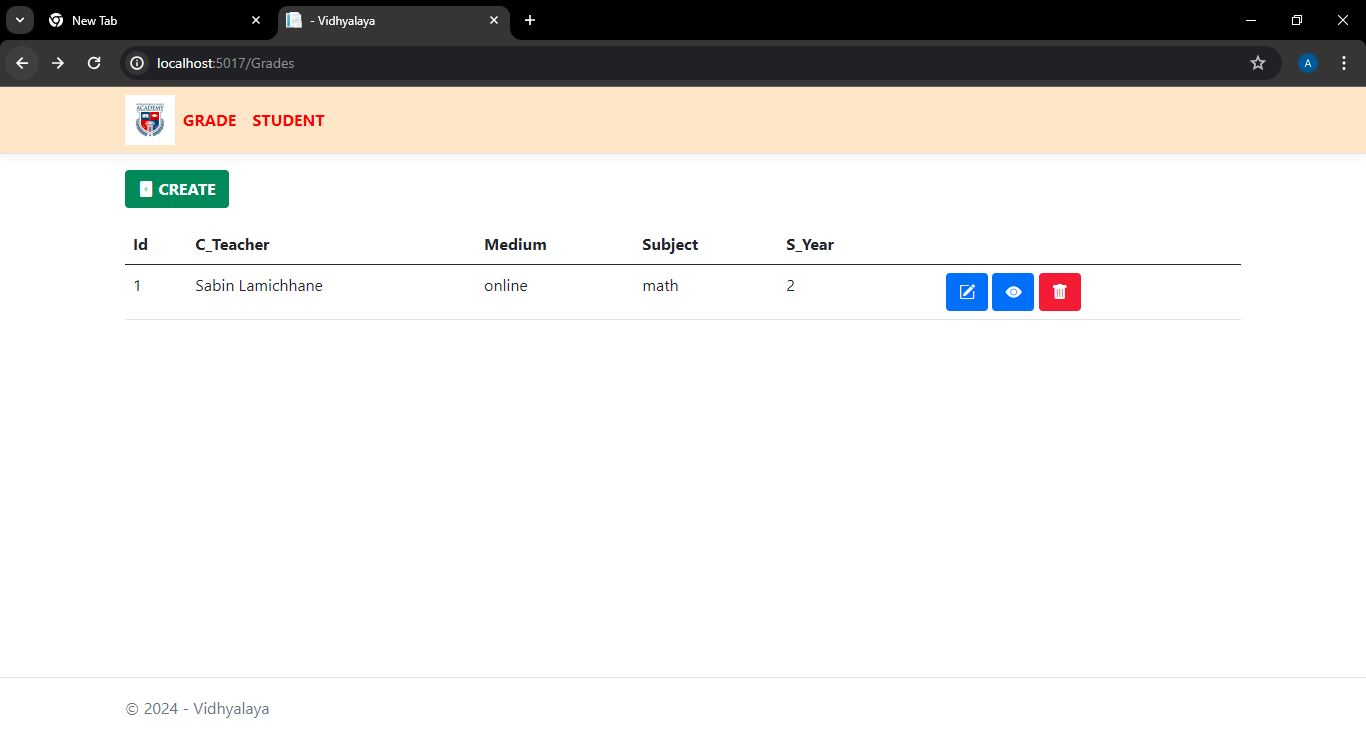 New Tab
- Vidhyalaya
localhost:5017/Grades
A
ACADEMY
GRADE STUDENT
CREATE
Id C_Teacher Medium Subject S_Year
1 Sabin Lamichhane online math 2
© 2024 - Vidhyalaya